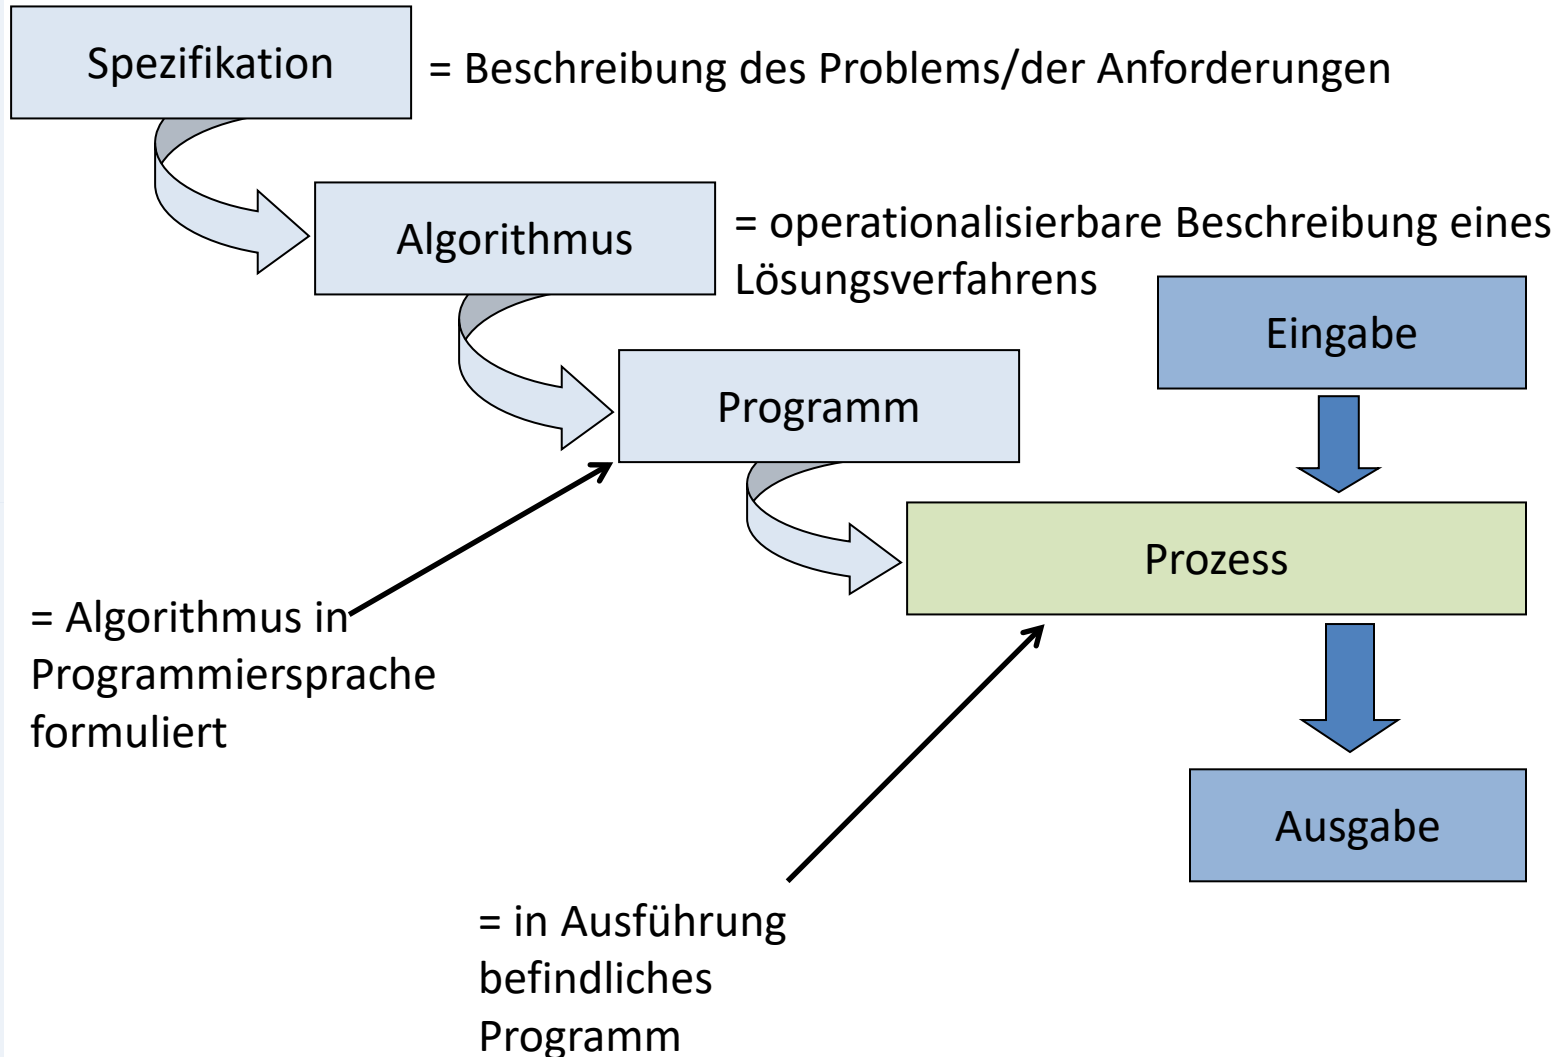 Spezifikation
= Beschreibung des Problems/der Anforderungen
Algorithmus
= operationalisierbare Beschreibung eines
Lösungsverfahrens
Eingabe
Programm
Prozess
= Algorithmus in
Programmiersprache
formuliert
Ausgabe
= in Ausführung
befindliches
Programm